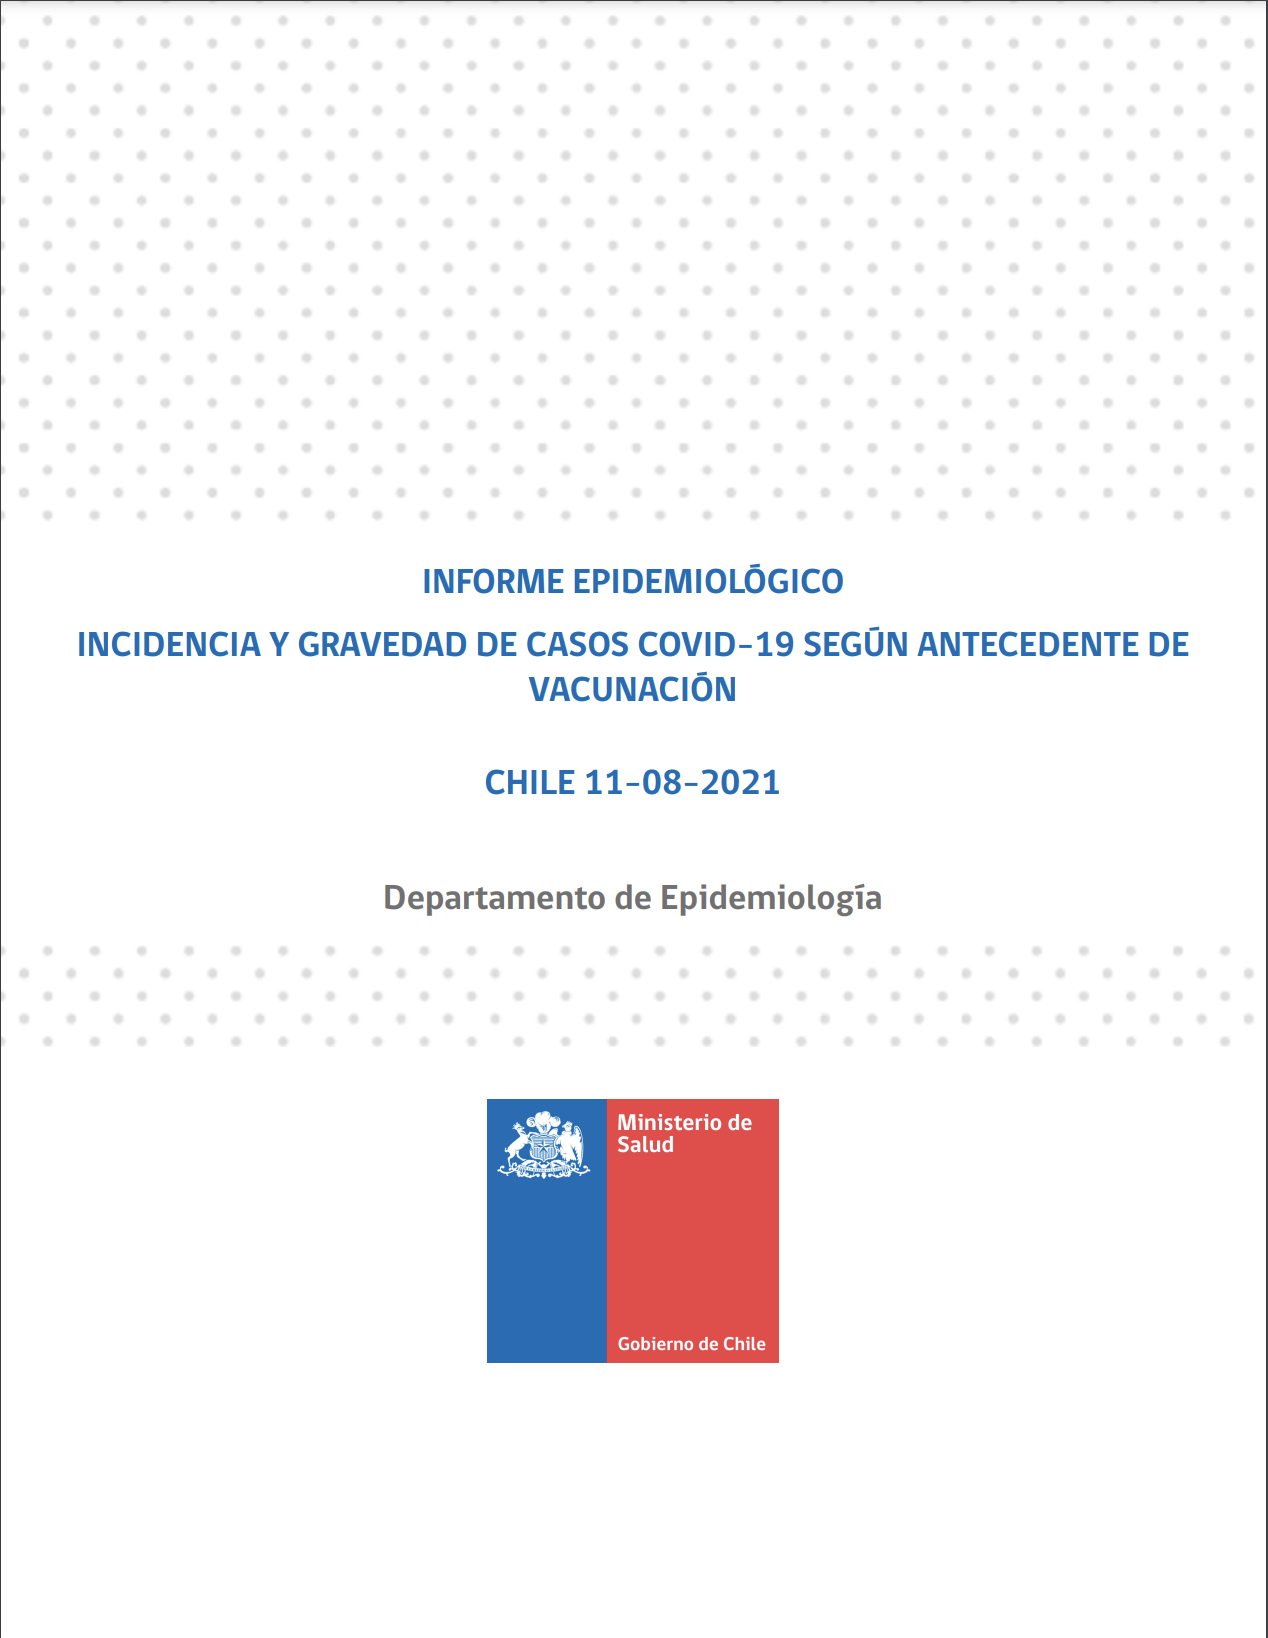 INFORME EPIDEMIOLÓGICO
INCIDENCIA Y GRAVEDAD DE CASOS COVID-19 SEGÚN ANTECEDENTE DE
VACUNACIÓN
CHILE 11-08-2021
Departamento de Epidemiología
Ministerio de
Salud
Gobierno de Chile